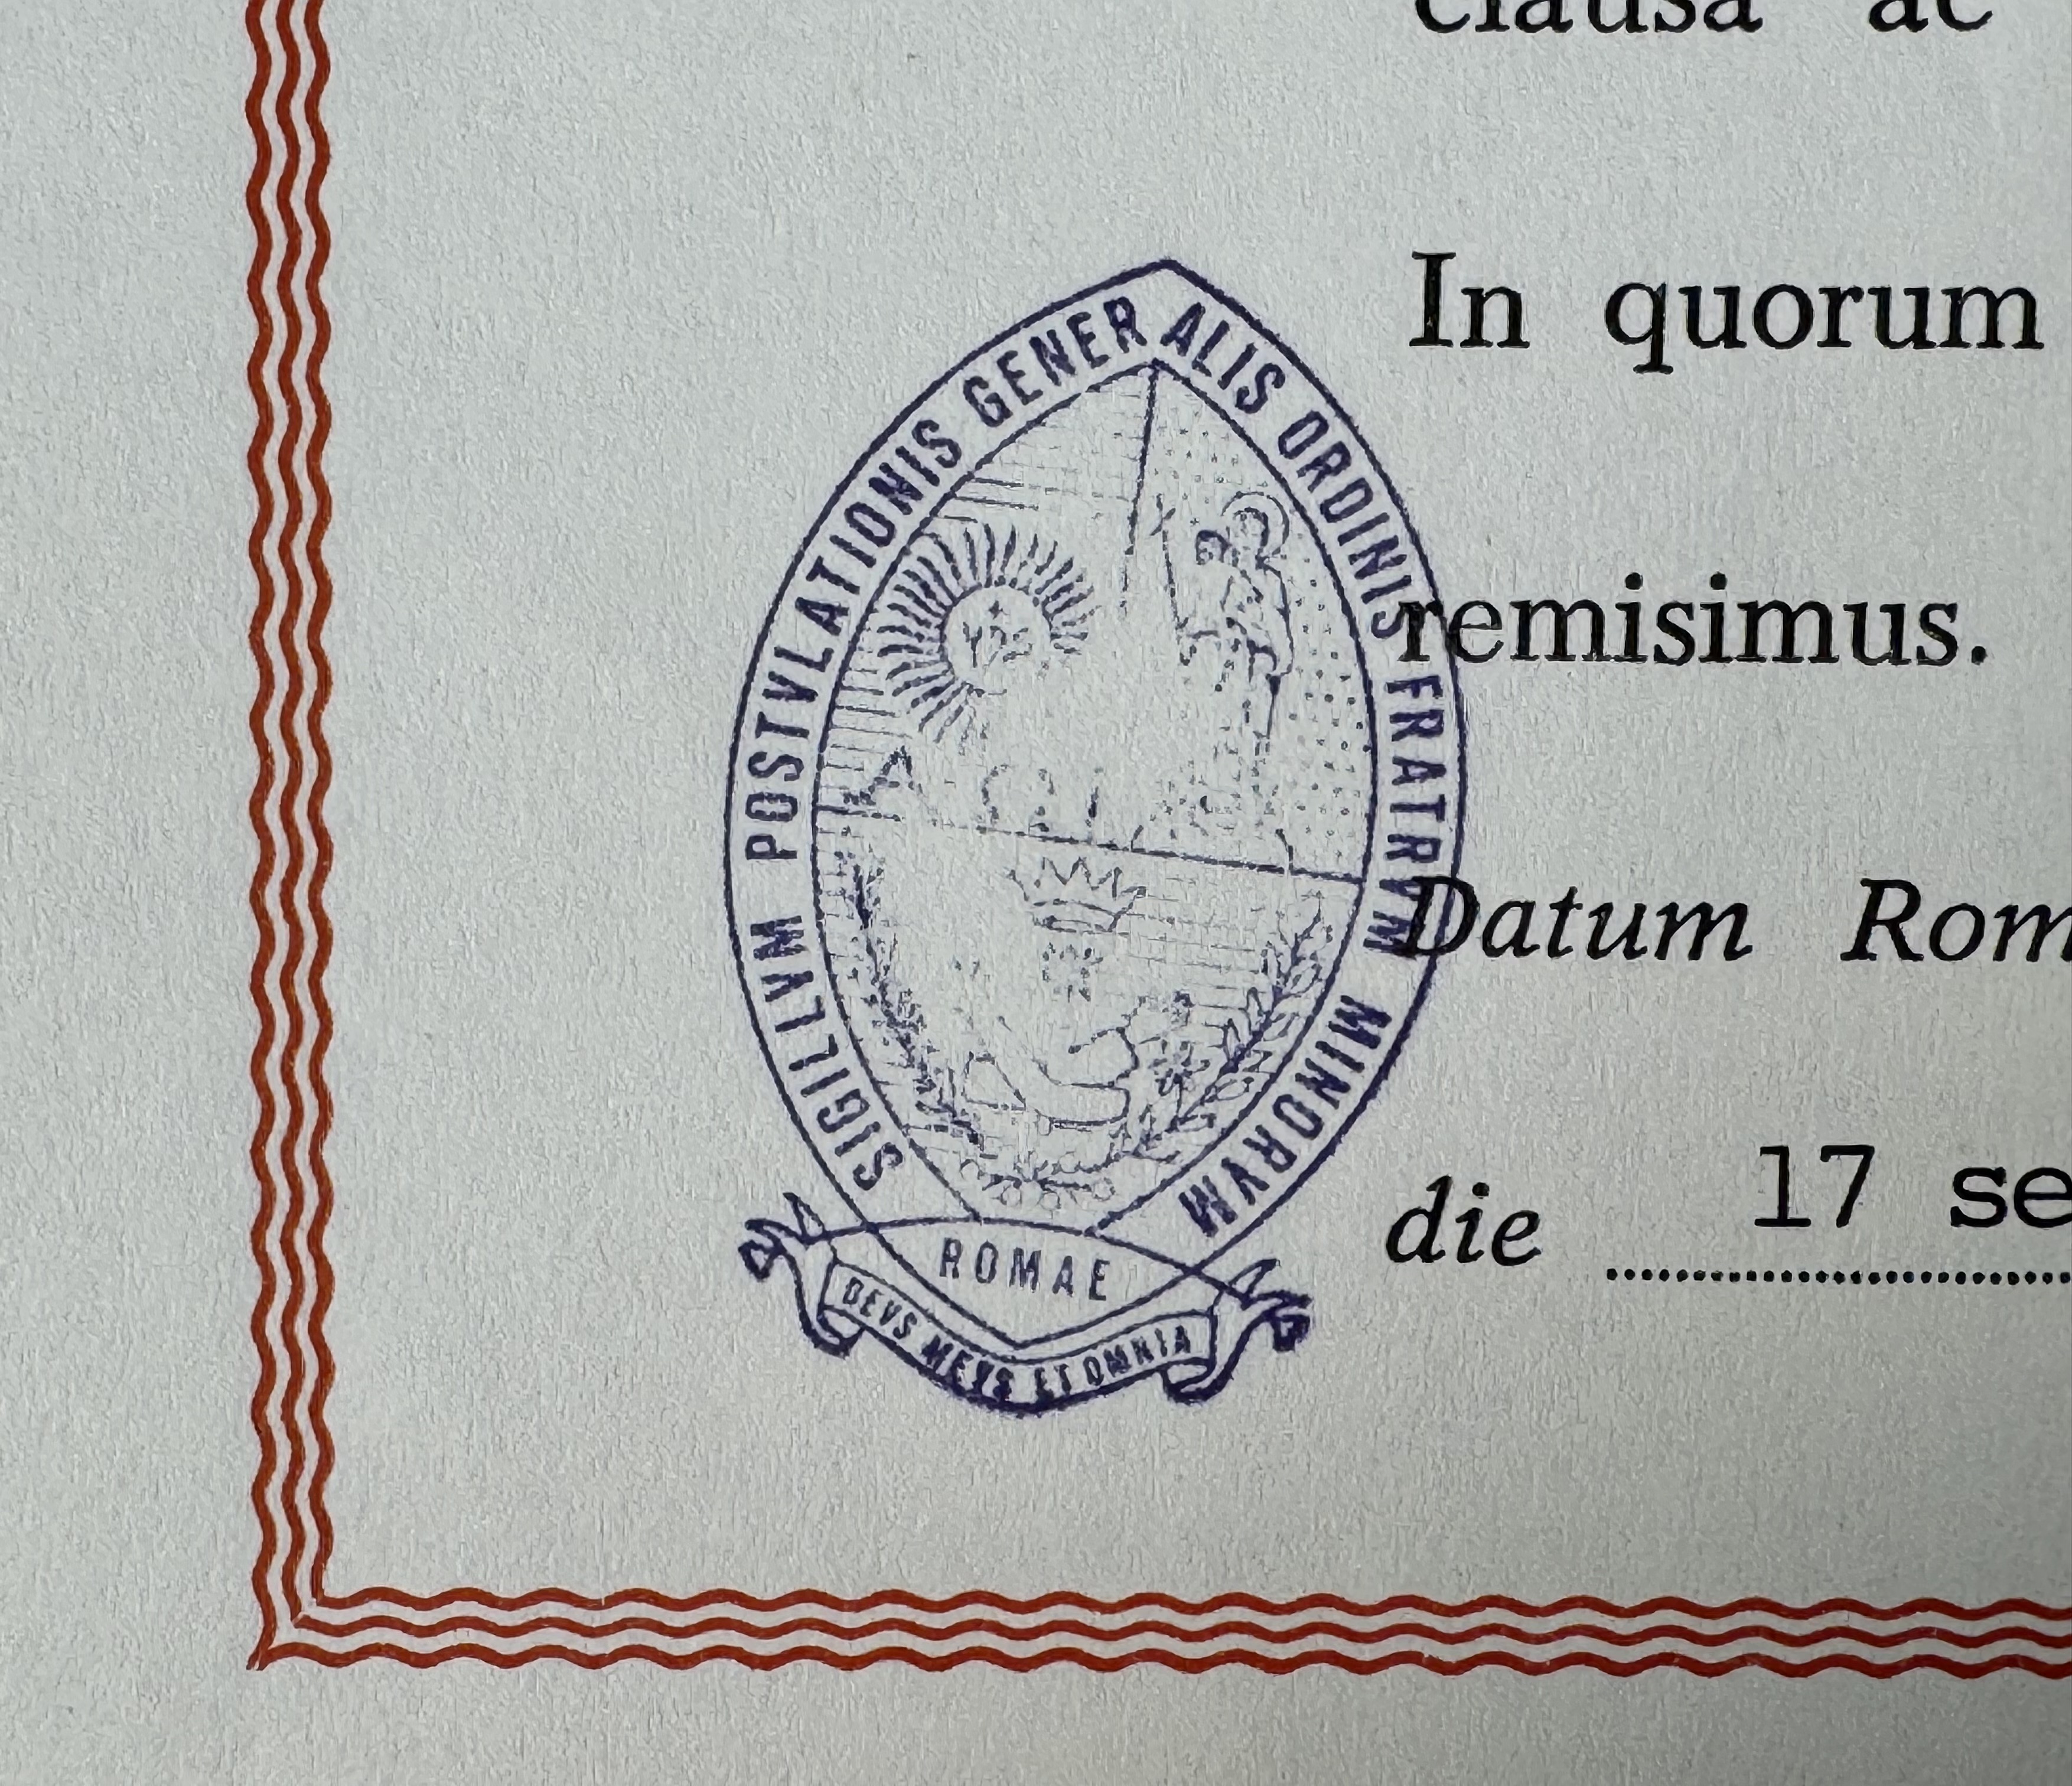 clausa ac
In quorum
remisimus.
Datum Rom
die 17 se
SIGILLVM POSTVLATIONIS GENERALIS ORDINIS FRATRVM MINORVM
ROMAE
DEVS MEVS ET OMNIA